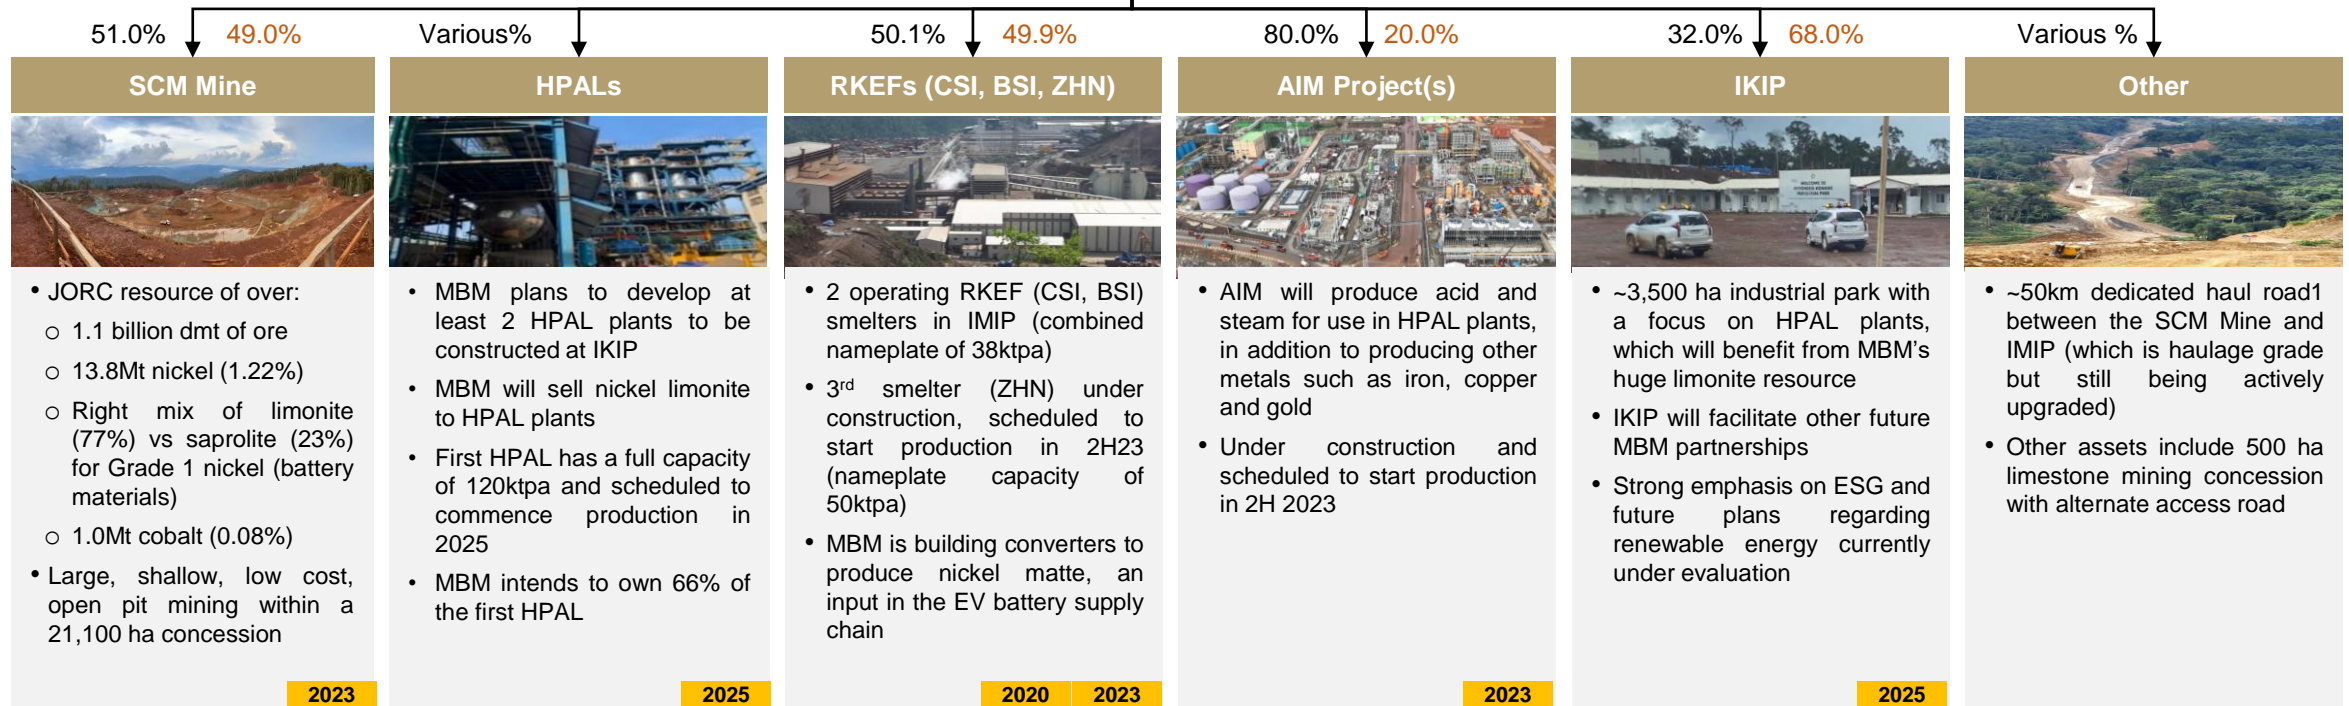 51.0% 49.0%
Various%
50.1% 49.9%
80.0% 20.0%
32.0% 68.0%
Various %
SCM Mine
• JORC resource of over:
o 1.1 billion dmt of ore
o 13.8Mt nickel (1.22%)
o Right mix of limonite
(77%) vs saprolite (23%)
for Grade 1 nickel (battery
materials)
o 1.0Mt cobalt (0.08%)
• Large, shallow, low cost,
open pit mining within a
21,100 ha concession
2023
HPALs
• MBM plans to develop at
least 2 HPAL plants to be
constructed at IKIP
• MBM will sell nickel limonite
to HPAL plants
• First HPAL has a full capacity
of 120ktpa and scheduled to
commence production in
2025
• MBM intends to own 66% of
the first HPAL
2025
RKEFs (CSI, BSI, ZHN)
• 2 operating RKEF (CSI, BSI)
smelters in IMIP (combined
nameplate of 38ktpa)
• 3rd smelter (ZHN) under
construction, scheduled to
start production in 2H23
(nameplate capacity of
50ktpa)
• MBM is building converters to
produce nickel matte, an
input in the EV battery supply
chain
2020 2023
AIM Project(s)
• AIM will produce acid and
steam for use in HPAL plants,
in addition to producing other
metals such as iron, copper
and gold
• Under construction and
scheduled to start production
in 2H 2023
2023
IKIP
WELCOME TO
• ~3,500 ha industrial park with
a focus on HPAL plants,
which will benefit from MBM's
huge limonite resource
• IKIP will facilitate other future
MBM partnerships
• Strong emphasis on ESG and
future plans regarding
renewable energy currently
under evaluation
2025
Other
• ~50km dedicated haul road1
between the SCM Mine and
IMIP (which is haulage grade
but still being actively
upgraded)
• Other assets include 500 ha
limestone mining concession
with alternate access road